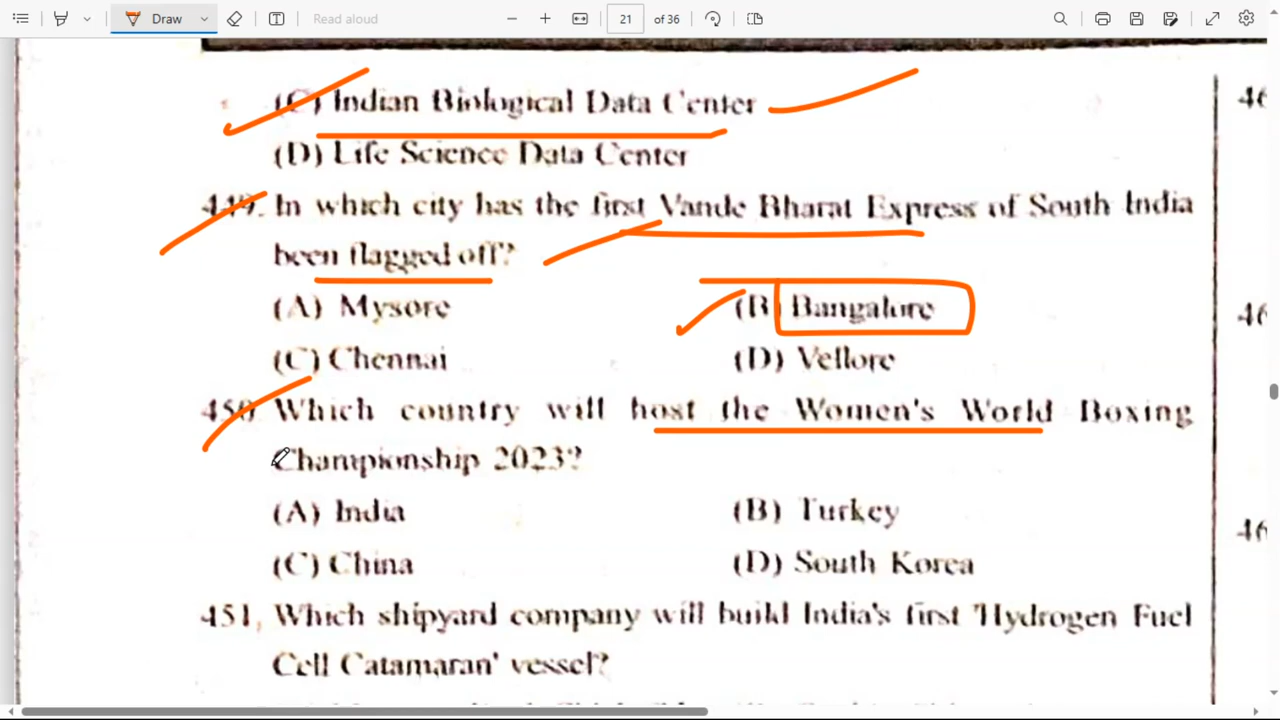 Draw
Read aloud
21 of 36
(C) Indian Biological Data Center
(D) Life Science Data Center
449. In which city has the first Vande Bharat Express of South India
been flagged off?
(A) Mysore (B) Bangalore
(C) Chennai (D) Vellore
450. Which country will host the Women's World Boxing
Championship 2023?
(A) India (B) Turkey
(C) China (D) South Korea
451. Which shipyard company will build India's first 'Hydrogen Fuel
Cell Catamaran' vessel?